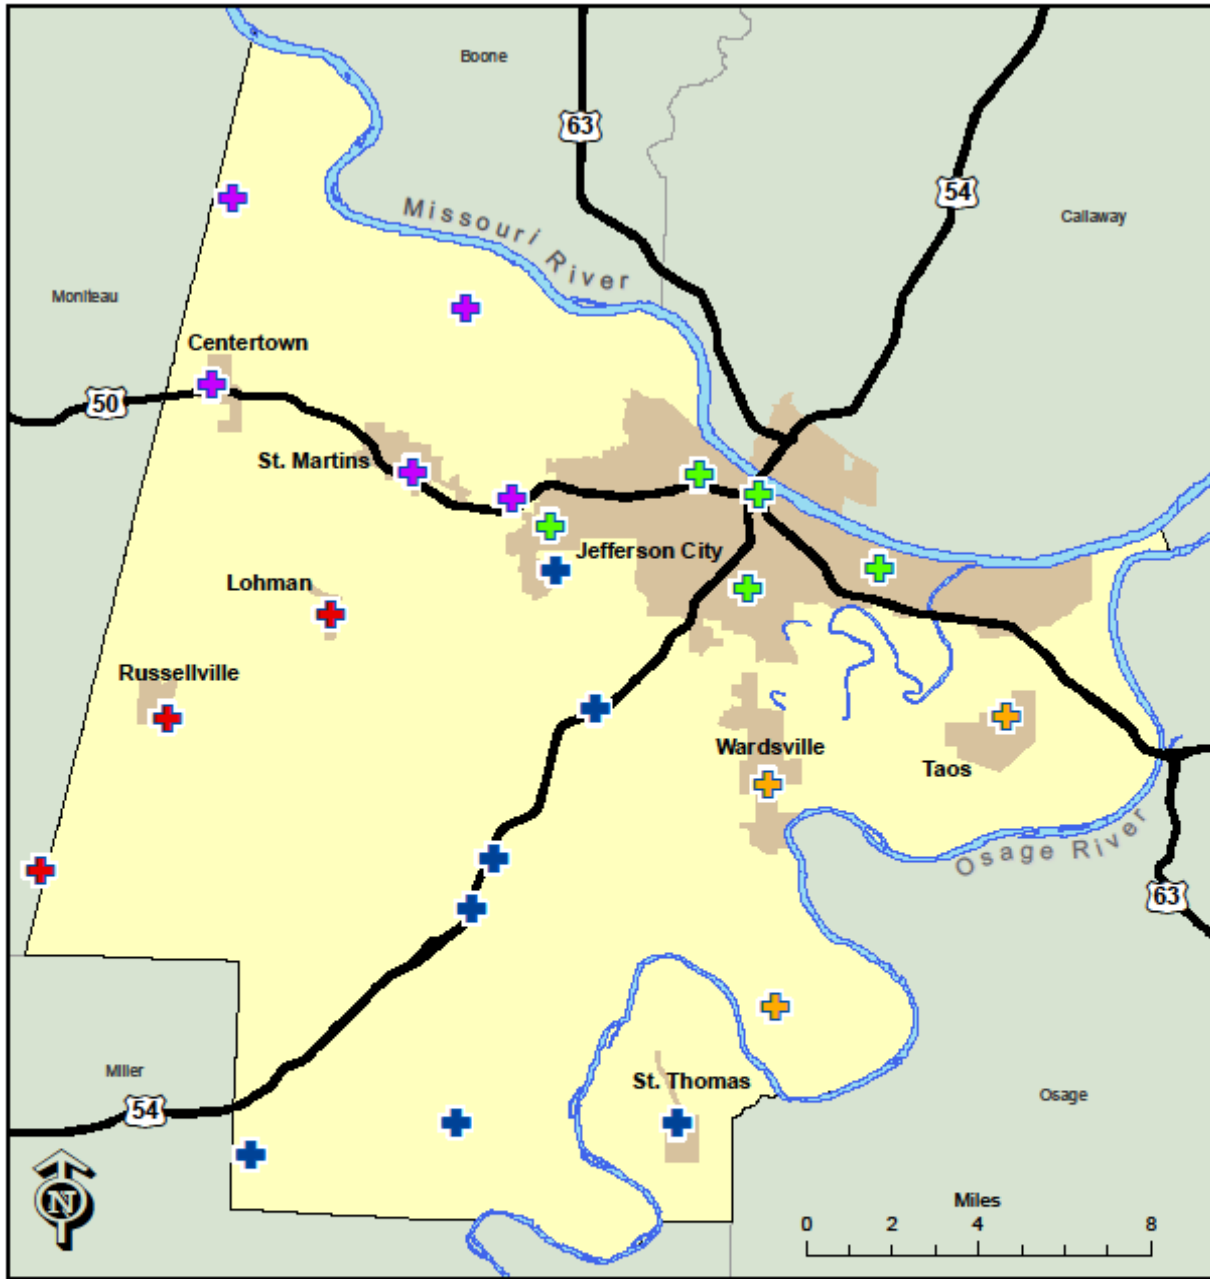 Boone
63
54
Callaway
Missouri River
Moniteau
Centertown
50
St. Martins
Jefferson City
Lohman
Russellville
Wardsville
Taos
Osage River
63
Miller
54
St. Thomas
Osage
N
Miles
0 2 4 8